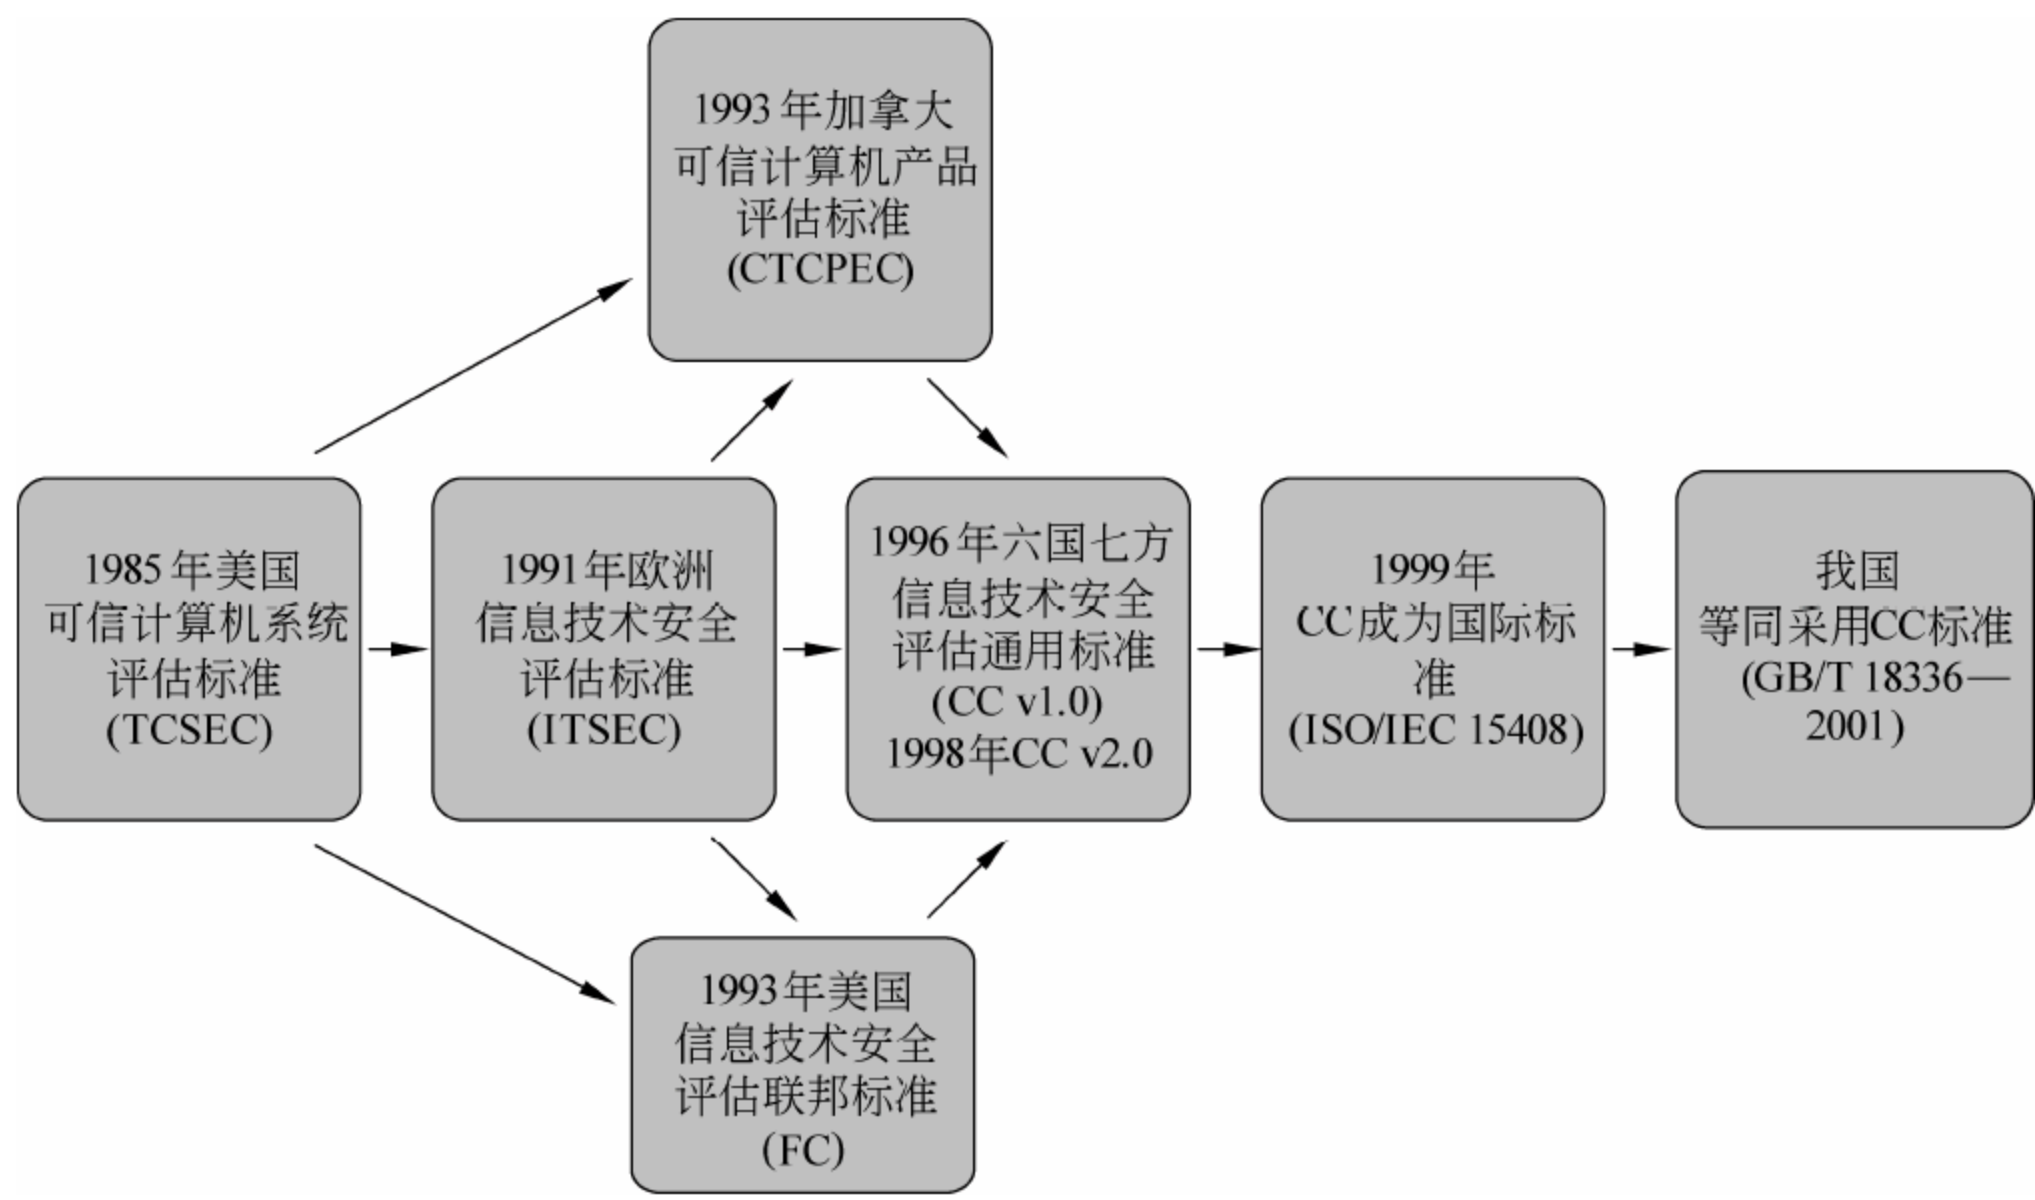 1993年加拿大
可信计算机产品
评估标准
(CTCPEC)
1985年美国
可信计算机系统
评估标准
(TCSEC)
1991年欧洲
信息技术安全
评估标准
(ITSEC)
1996年六国七方
信息技术安全
评估通用标准
(CC v1.0)
1998年CC v2.0
1999年
CC成为国际标
准
(ISO/IEC 15408)
我国
等同采用CC标准
(GB/T 18336—
2001)
1993年美国
信息技术安全
评估联邦标准
(FC)